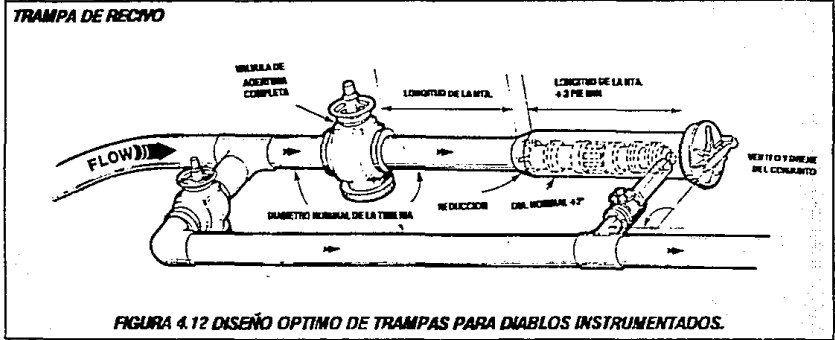 TRAMPA DE RECIVO
VALVULA DE
ABERTURA
COMPLETA
LONGITUD DE LA HTA.
LONGITUD DE LA HTA.
+ 3 PIE MIN.
FLOW
VENTEO Y DRENE
DEL CONJUNTO
DIAMETRO NOMINAL DE LA TUBERIA
REDUCCION
DIA. NOMINAL +2"
FIGURA 4.12 DISEÑO OPTIMO DE TRAMPAS PARA DIABLOS INSTRUMENTADOS.